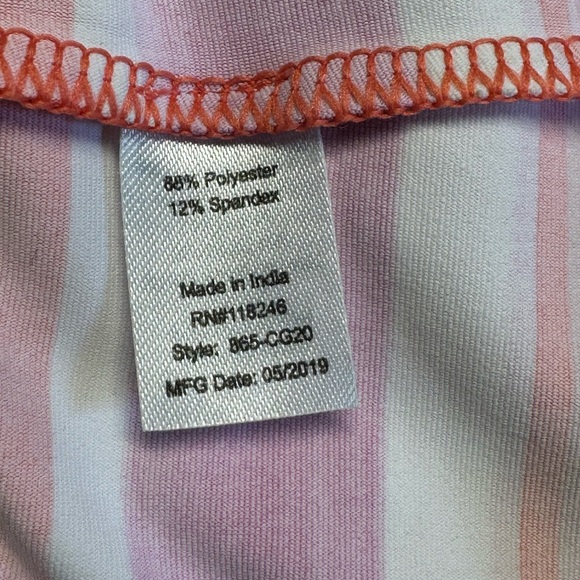 88% Polyester
12% Spandex
Made in India
RN#118246
Style: 865-CG20
MFG Date: 05/2019